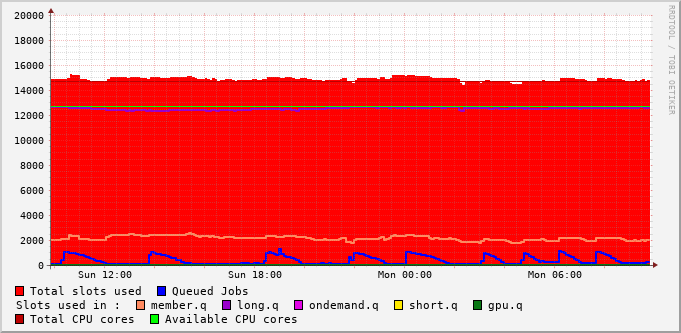 20000
18000
16000
14000
12000
10000
8000
6000
4000
2000
0
Sun 12:00 Sun 18:00 Mon 00:00 Mon 06:00
RRDTOOL / TOBI OETIKER
Total slots used Queued Jobs
Slots used in : member.q long.q ondemand.q short.q gpu.q
Total CPU cores Available CPU cores